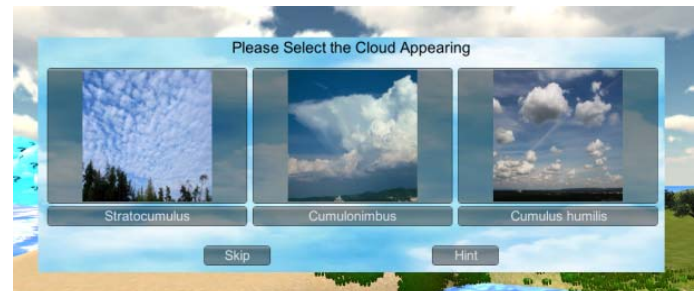 Please Select the Cloud Appearing
Stratocumulus
Cumulonimbus
Cumulus humilis
Skip
Hint